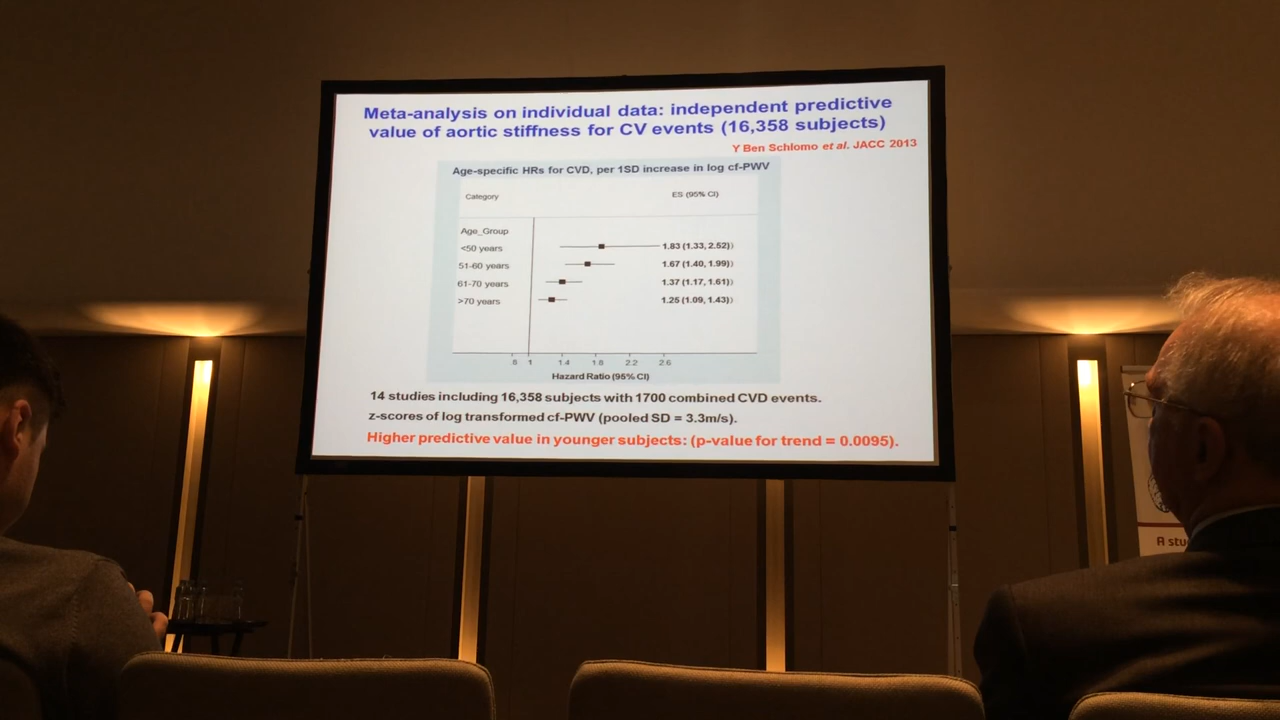 Meta-analysis on individual data: independent predictive
value of aortic stiffness for CV events (16,358 subjects)
Y Ben Schlomo et al. JACC 2013
Age-specific HRs for CVD, per 1SD increase in log cf-PWV
Category ES (95% CI)
Age_Group
<50 years 1.83 (1.33, 2.52))
51-60 years 1.67 (1.40, 1.99))
61-70 years 1.37 (1.17, 1.61))
>70 years 1.25 (1.09, 1.43))
.6 1 1.4 1.8 2.2 2.6
Hazard Ratio (95% CI)
14 studies including 16,358 subjects with 1700 combined CVD events.
z-scores of log transformed cf-PWV (pooled SD = 3.3m/s).
Higher predictive value in younger subjects: (p-value for trend = 0.0095).
A stu